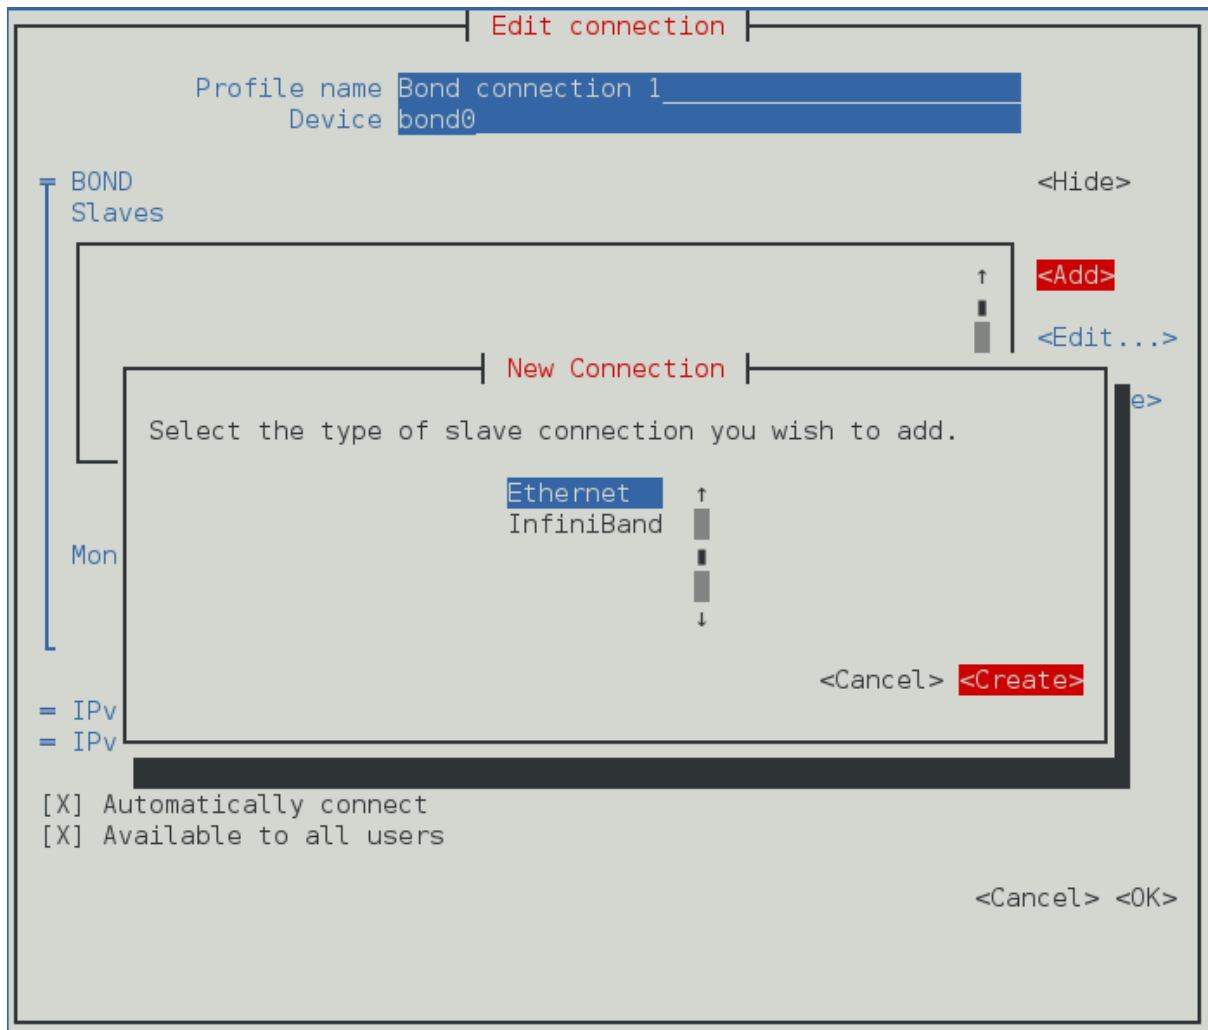 Edit connection
Profile name Bond connection 1
Device bond0
BOND <Hide>
Slaves
↑ <Add>
<Edit...>
New Connection
e>
Select the type of slave connection you wish to add.
Ethernet ↑
InfiniBand
Mon
↓
<Cancel> <Create>
= IPv
= IPv
[X] Automatically connect
[X] Available to all users
<Cancel> <OK>